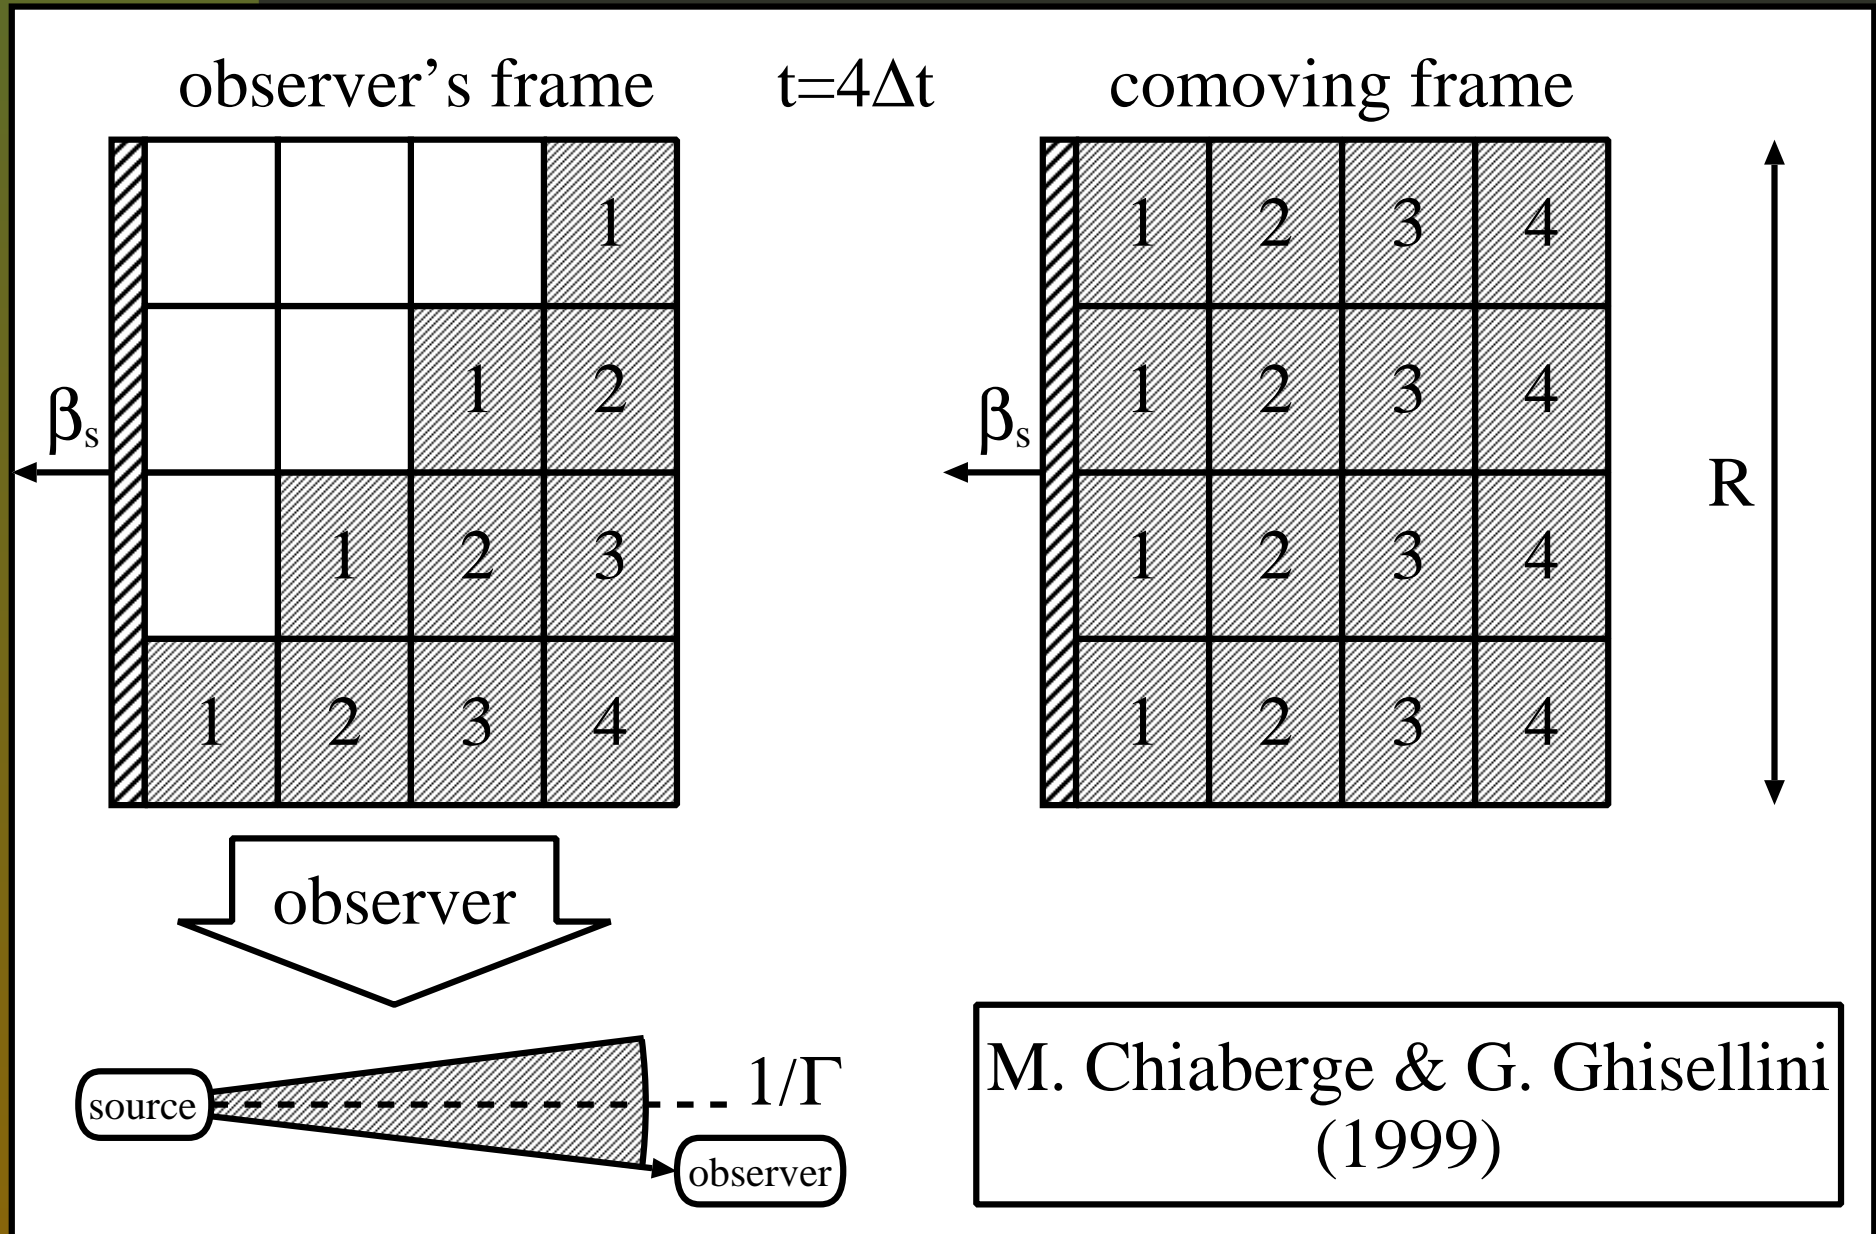 observer’s frame t=4Δt comoving frame
1 1 2 3 4
1 2 1 2 3 4
βs βs
R
1 2 3 1 2 3 4
1 2 3 4 1 2 3 4
observer
source
1/Γ
observer
M. Chiaberge & G. Ghisellini
(1999)